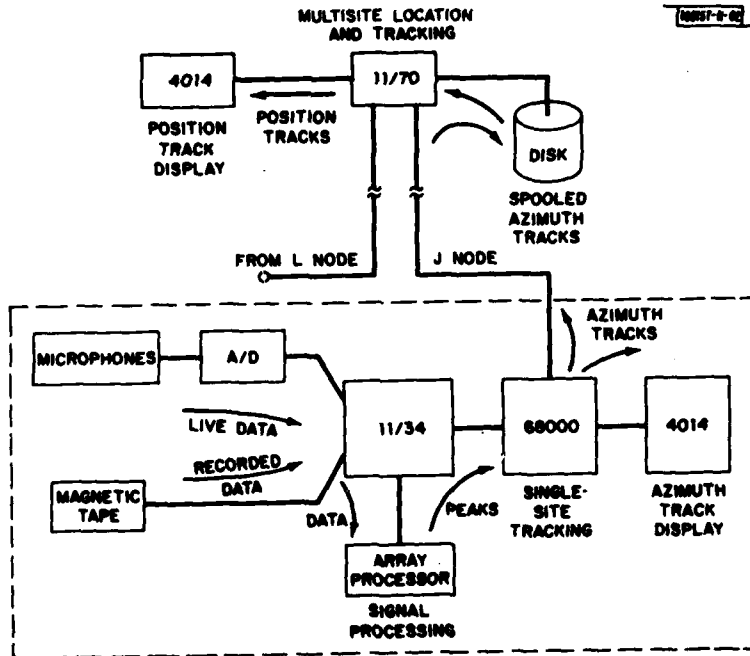 MULTISITE LOCATION
AND TRACKING
4014
11/70
POSITION
TRACKS
POSITION
TRACK
DISPLAY
DISK
SPOOLED
AZIMUTH
TRACKS
FROM L NODE
J NODE
AZIMUTH
TRACKS
MICROPHONES
A/D
LIVE DATA
11/34
68000
4014
RECORDED
DATA
MAGNETIC
TAPE
DATA
PEAKS
SINGLE-
SITE
TRACKING
AZIMUTH
TRACK
DISPLAY
ARRAY
PROCESSOR
SIGNAL
PROCESSING